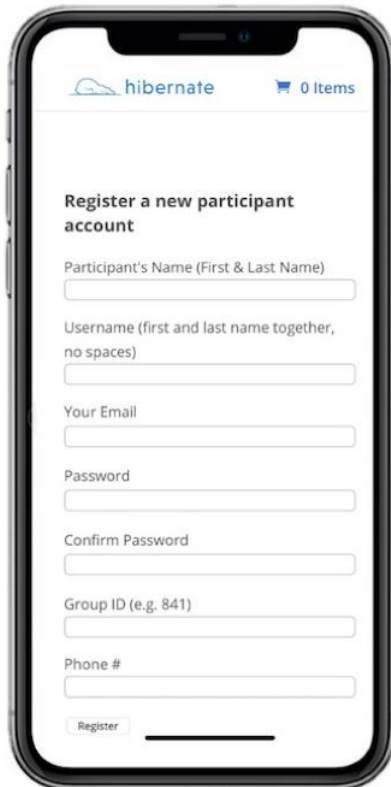 hibernate 0 Items
Register a new participant
account
Participant's Name (First & Last Name)
Username (first and last name together,
no spaces)
Your Email
Password
Confirm Password
Group ID (e.g. 841)
Phone #
Register